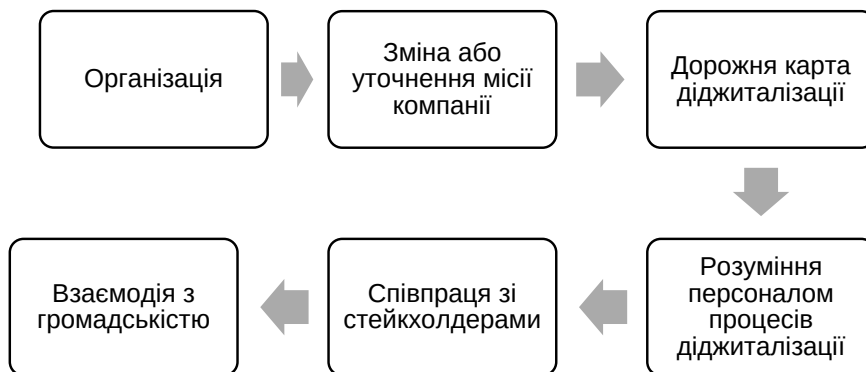 Організація
Зміна або
уточнення місії
компанії
Дорожня карта
діджиталізації
Розуміння
персоналом
процесів
діджиталізації
Співпраця зі
стейкхолдерами
Взаємодія з
громадськістю